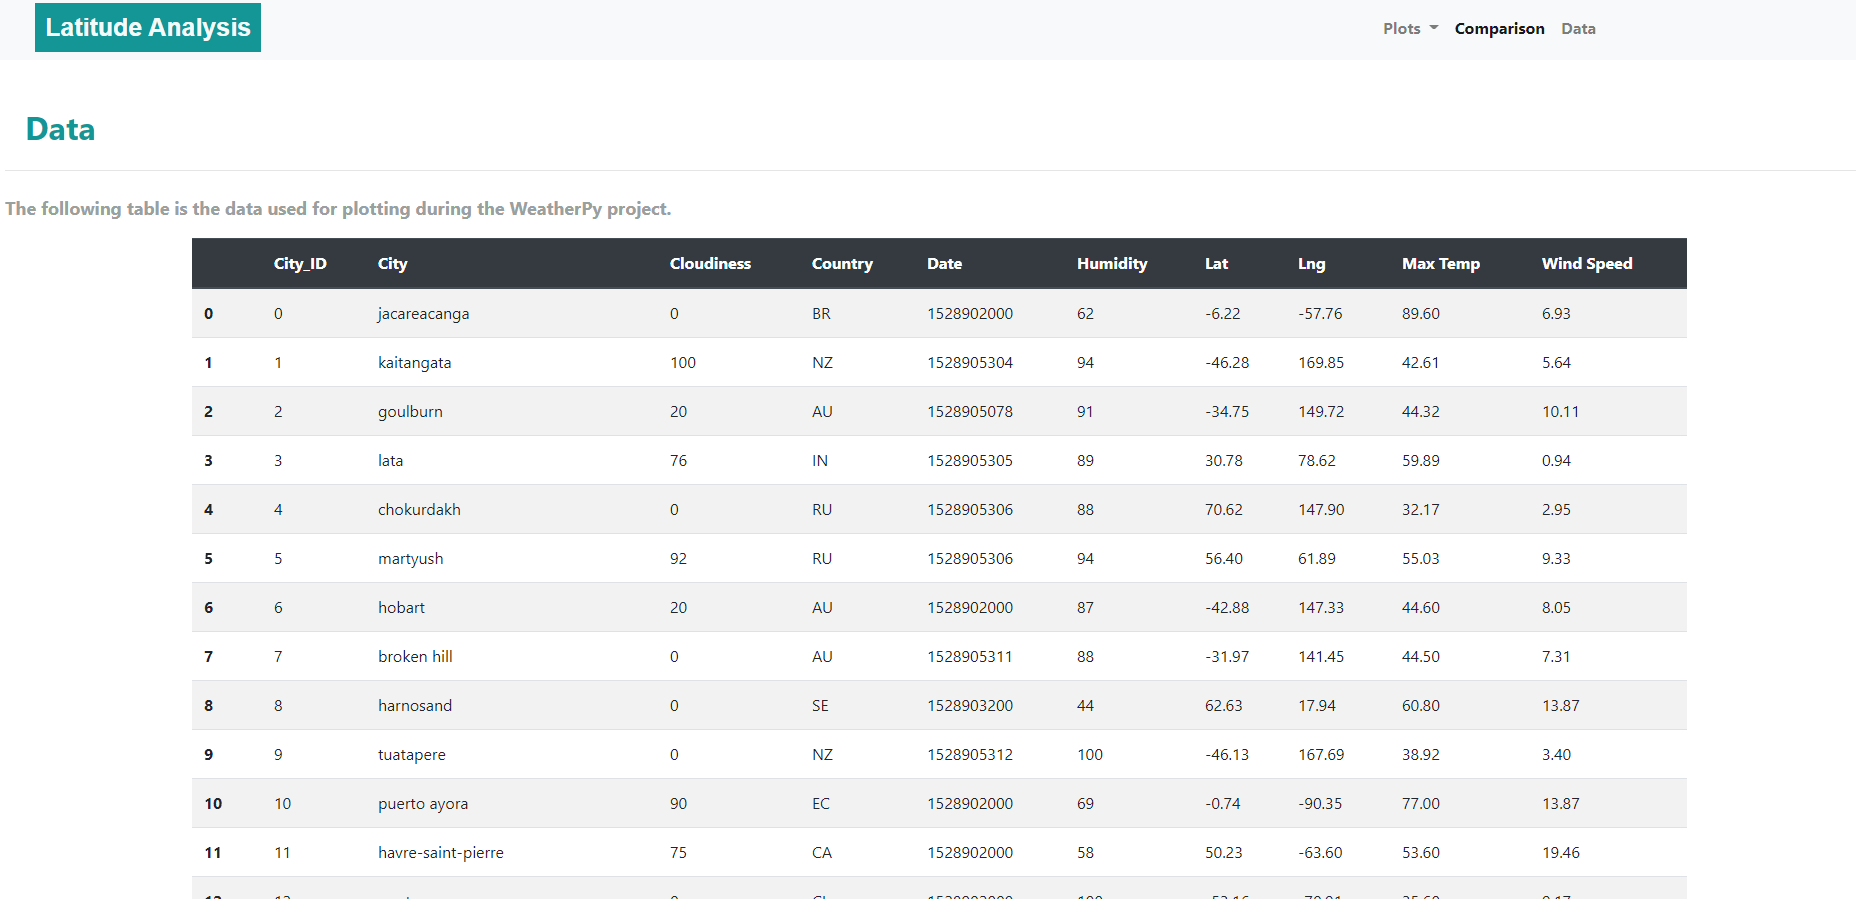 Latitude Analysis
Plots Comparison Data
Data
The following table is the data used for plotting during the WeatherPy project.
City_ID City Cloudiness Country Date Humidity Lat Lng Max Temp Wind Speed
0 0 jacareacanga 0 BR 1528902000 62 -6.22 -57.76 89.60 6.93
1 1 kaitangata 100 NZ 1528905304 94 -46.28 169.85 42.61 5.64
2 2 goulburn 20 AU 1528905078 91 -34.75 149.72 44.32 10.11
3 3 lata 76 IN 1528905305 89 30.78 78.62 59.89 0.94
4 4 chokurdakh 0 RU 1528905306 88 70.62 147.90 32.17 2.95
5 5 martyush 92 RU 1528905306 94 56.40 61.89 55.03 9.33
6 6 hobart 20 AU 1528902000 87 -42.88 147.33 44.60 8.05
7 7 broken hill 0 AU 1528905311 88 -31.97 141.45 44.50 7.31
8 8 harnosand 0 SE 1528903200 44 62.63 17.94 60.80 13.87
9 9 tuatapere 0 NZ 1528905312 100 -46.13 167.69 38.92 3.40
10 10 puerto ayora 90 EC 1528902000 69 -0.74 -90.35 77.00 13.87
11 11 havre-saint-pierre 75 CA 1528902000 58 50.23 -63.60 53.60 19.46